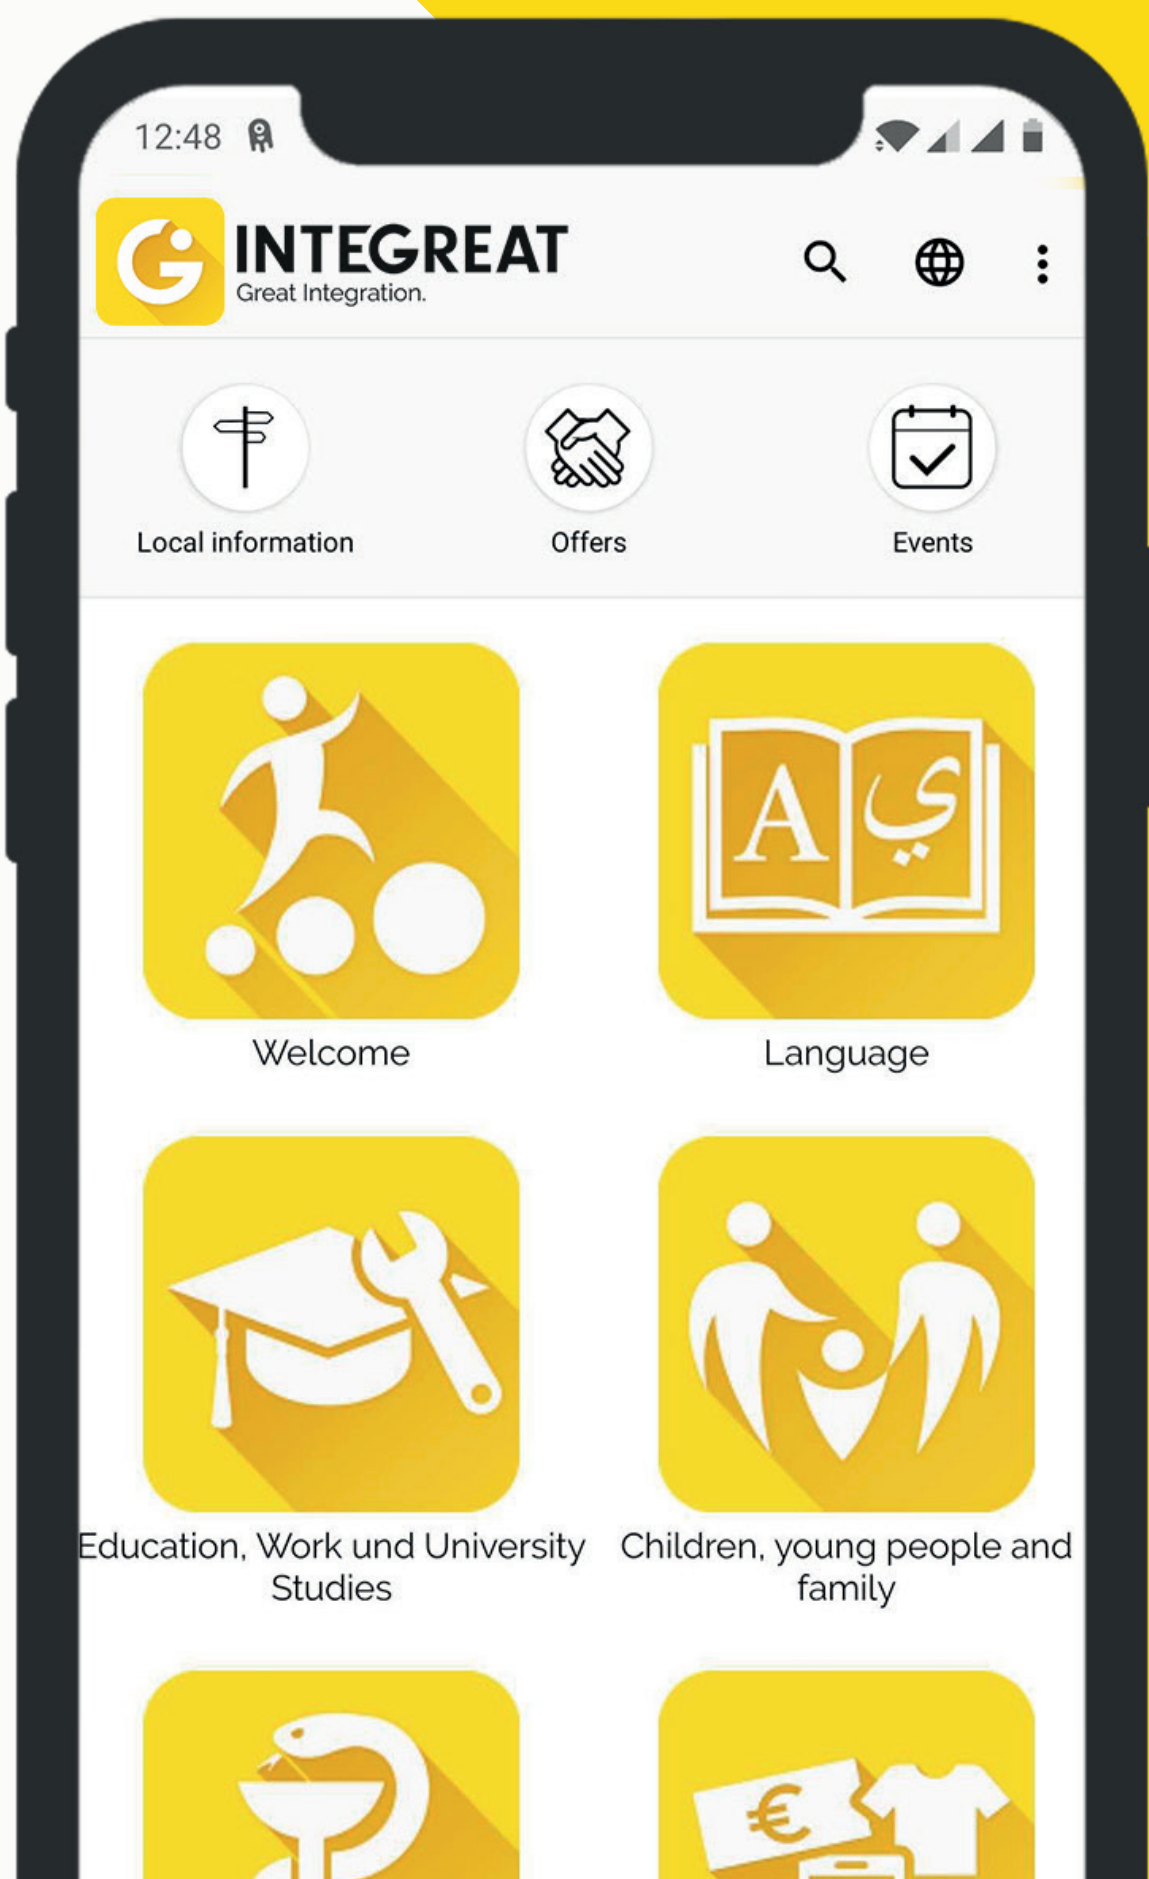 12:48
INTEGREAT
Great Integration.
Local information
Offers
Events
A
ي
Welcome
Language
Education, Work und University
Studies
Children, young people and
family
€